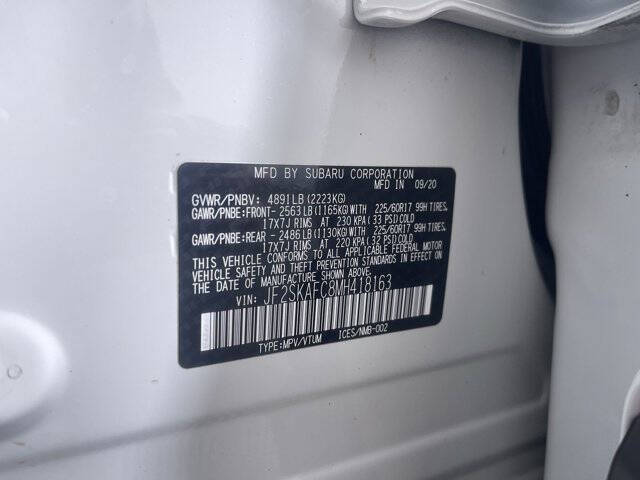 MFD BY SUBARU CORPORATION
MFD IN 09/20
GVWR/PNBV: 4891LB (2223KG)
GAWR/PNBE:FRONT- 2563LB(1165KG)WITH 225/60R17 99H TIRES,
17X7J RIMS AT 230 KPA( 33 PSI)COLD
GAWR/PNBE:REAR - 2486LB(1130KG)WITH 225/60R17 99H TIRES,
17X7J RIMS AT 220 KPA( 32 PSI)COLD
THIS VEHICLE CONFORMS TO ALL APPLICABLE FEDERAL MOTOR
VEHICLE SAFETY AND THEFT PREVENTION STANDARDS IN EFFECT ON
THE DATE OF MANUFACTURE SHOWN ABOVE.
VIN: JF2SKAFC8MH418163
TYPE:MPV/VTUM ICES/NMB-002